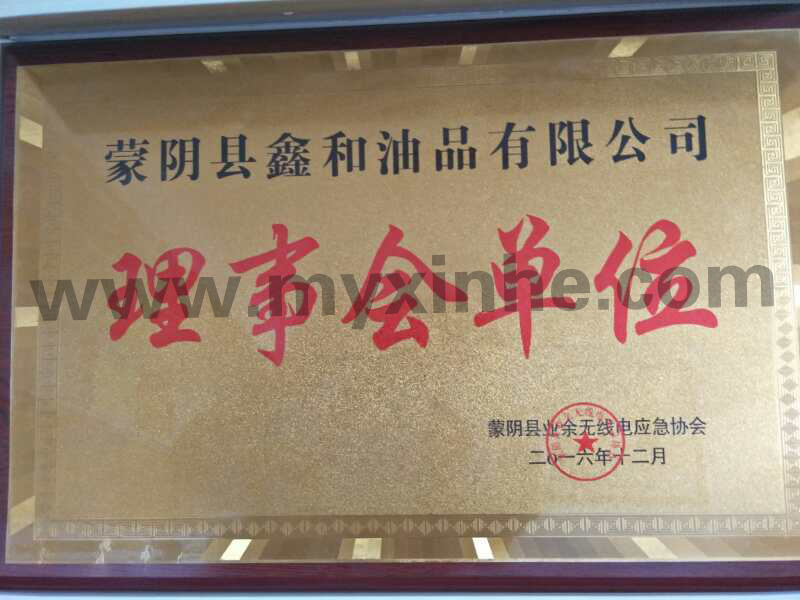 蒙阴县鑫和油品有限公司
理事会单位
www.myxinhe.com
蒙阴县业余无线电应急协会
二〇一六年十二月